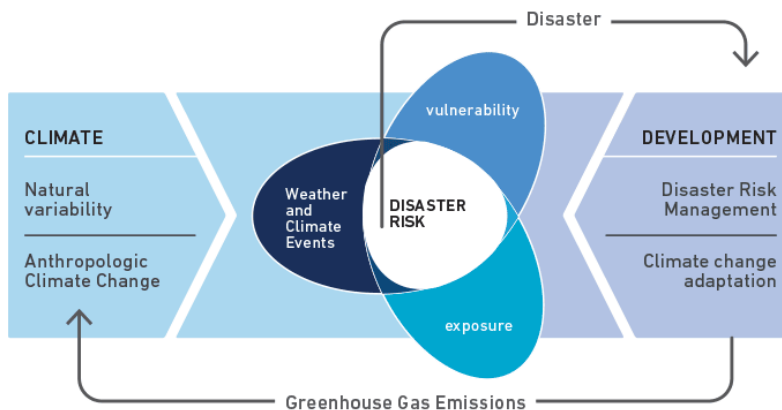 Disaster
CLIMATE
Natural
variability
Anthropologic
Climate Change
Weather
and
Climate
Events
DISASTER
RISK
vulnerability
exposure
DEVELOPMENT
Disaster Risk
Management
Climate change
adaptation
Greenhouse Gas Emissions